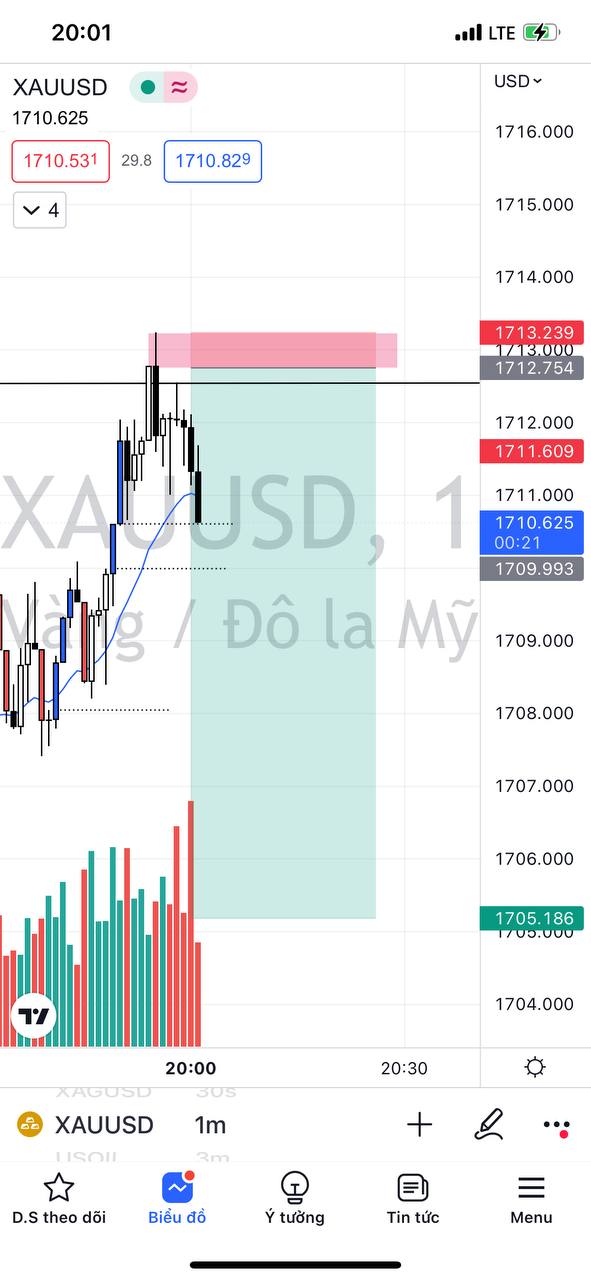 20:01
LTE
XAUUSD
USD
1710.625
1710.531
29.8
1710.829
4
1716.000
1715.000
1714.000
1713.239
1713.000
1712.754
1712.000
1711.609
1711.000
1710.625
00:21
1709.993
1709.000
1708.000
1707.000
1706.000
1705.186
1705.000
1704.000
XAUUSD, 1
Vàng / Đô la Mỹ
20:00
20:30
XAGUSD 30s
XAUUSD 1m
USOIL 3m
D.S theo dõi
Biểu đồ
Ý tưởng
Tin tức
Menu